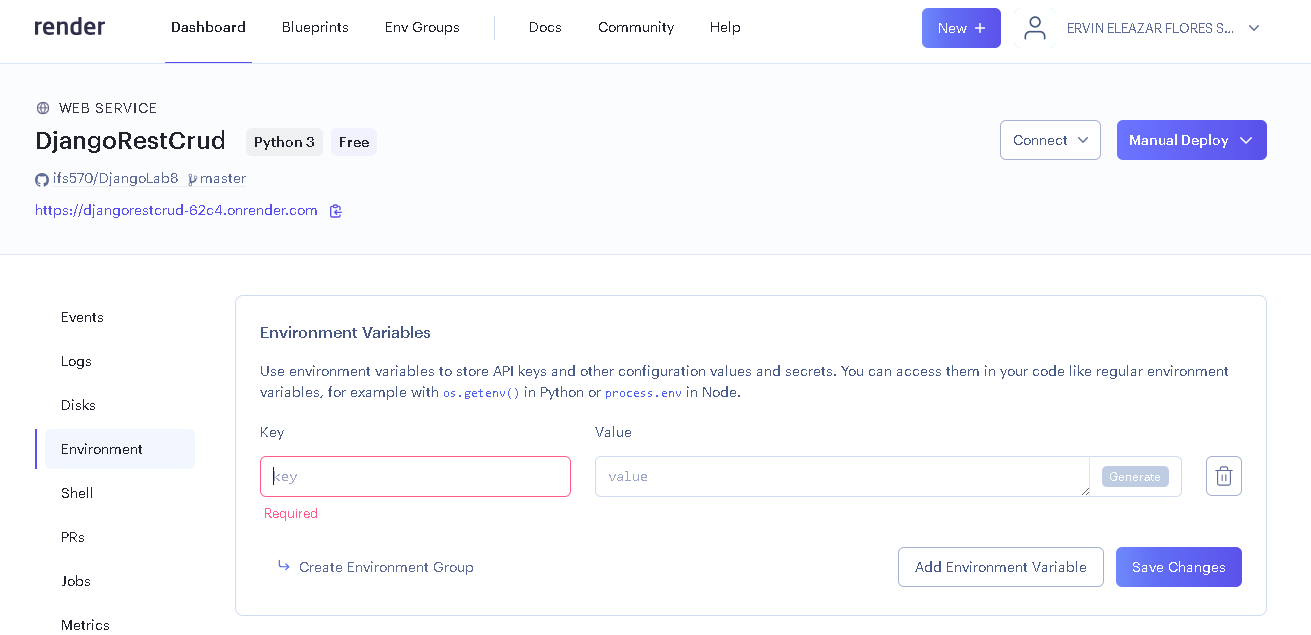 render Dashboard Blueprints Env Groups Docs Community Help New + ERVIN ELEAZAR FLORES S...
WEB SERVICE
DjangoRestCrud Python 3 Free Connect Manual Deploy
ifs570/DjangoLab8 master
https://djangorestcrud-62c4.onrender.com
Events
Logs
Disks
Environment
Shell
PRs
Jobs
Metrics
Environment Variables
Use environment variables to store API keys and other configuration values and secrets. You can access them in your code like regular environment
variables, for example with os.getenv() in Python or process.env in Node.
Key Value
key value Generate
Required
Create Environment Group Add Environment Variable Save Changes